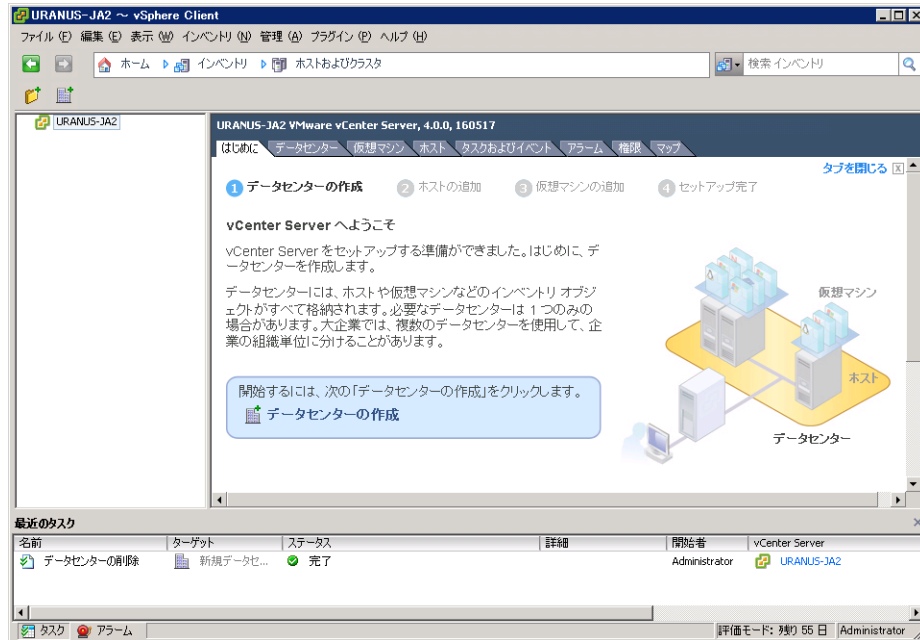 URANUS-JA2 ～ vSphere Client
ファイル (F) 編集 (E) 表示 (W) インベントリ (N) 管理 (A) プラグイン (P) ヘルプ (H)
ホーム インベントリ ホストおよびクラスタ 検索 インベントリ
URANUS-JA2
URANUS-JA2 VMware vCenter Server, 4.0.0, 160517
はじめに データセンター 仮想マシン ホスト タスクおよびイベント アラーム 権限 マップ
タブを閉じる
1 データセンターの作成 2 ホストの追加 3 仮想マシンの追加 4 セットアップ完了
vCenter Server へようこそ
vCenter Server をセットアップする準備ができました。はじめに、デ
ータセンターを作成します。
データセンターには、ホストや仮想マシンなどのインベントリ オブジ
ェクトがすべて格納されます。必要なデータセンターは 1 つのみの
場合があります。大企業では、複数のデータセンターを使用して、企
業の組織単位に分けることがあります。
開始するには、次の「データセンターの作成」をクリックします。
データセンターの作成
仮想マシン
ホスト
データセンター
最近のタスク
名前 ターゲット ステータス 詳細 開始者 vCenter Server
データセンターの削除 新規データセ... 完了 Administrator URANUS-JA2
タスク アラーム 評価モード: 残り 55 日 Administrator